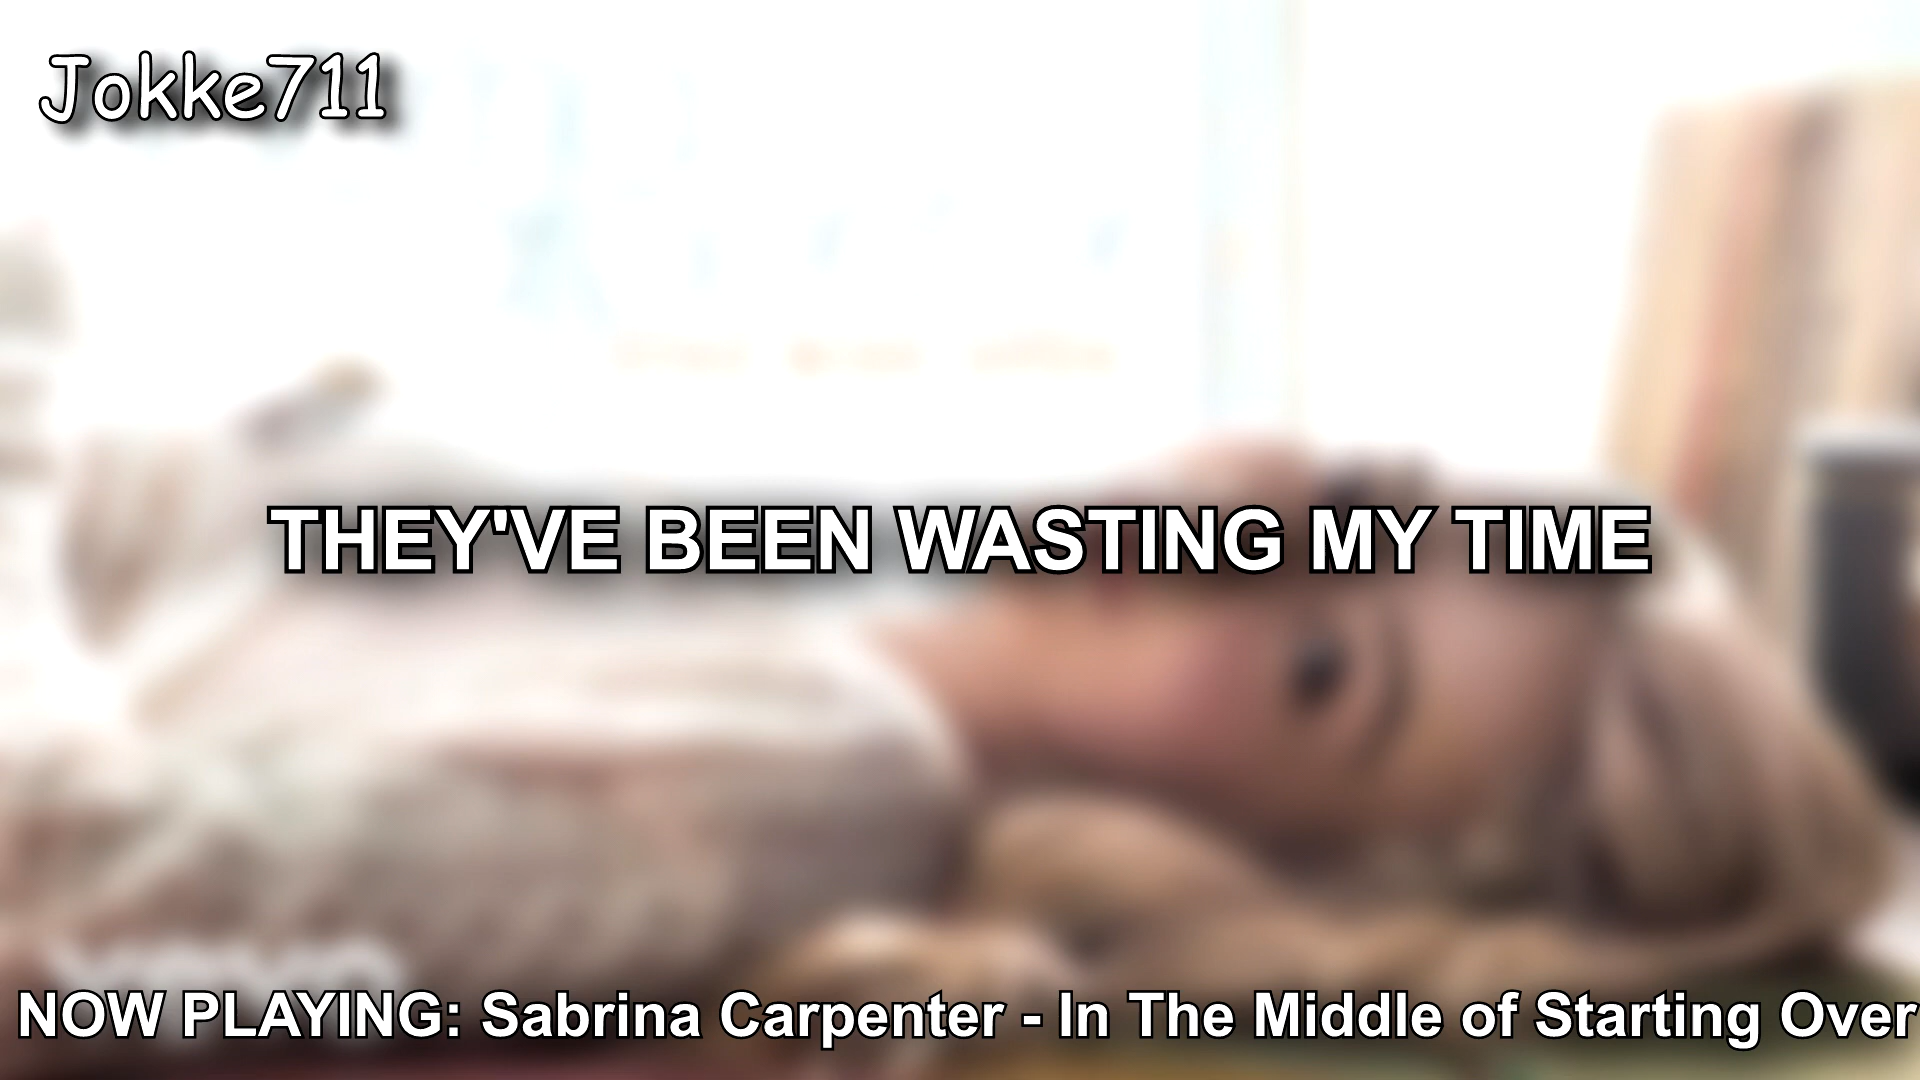 Jokke711
THEY'VE BEEN WASTING MY TIME
NOW PLAYING: Sabrina Carpenter - In The Middle of Starting Over